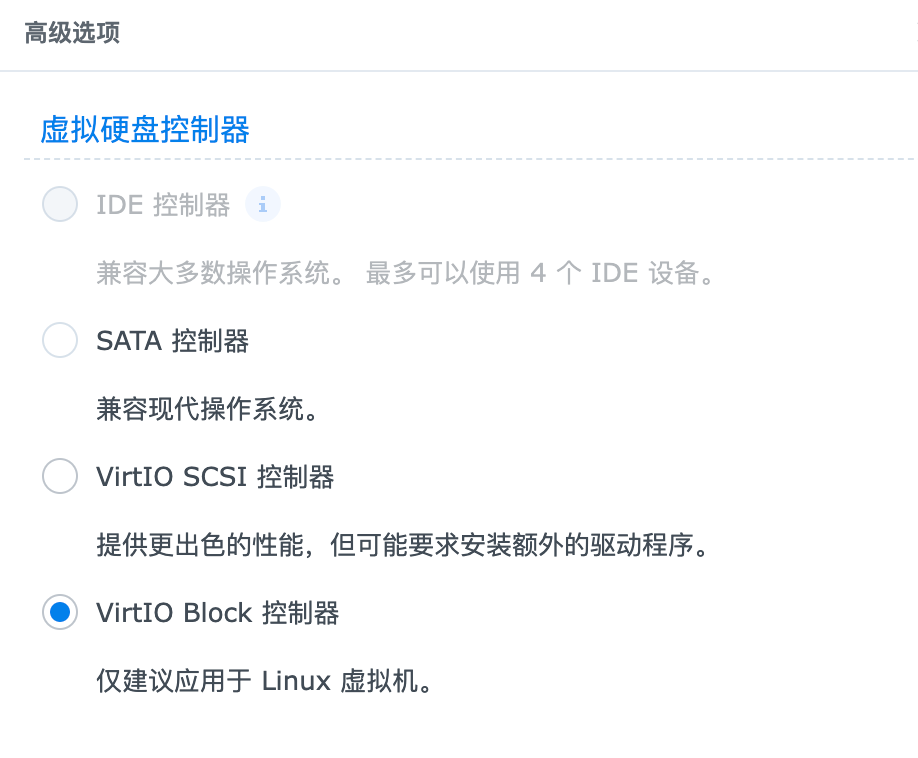 高级选项
虚拟硬盘控制器
IDE 控制器
兼容大多数操作系统。 最多可以使用 4 个 IDE 设备。
SATA 控制器
兼容现代操作系统。
VirtIO SCSI 控制器
提供更出色的性能，但可能要求安装额外的驱动程序。
VirtIO Block 控制器
仅建议应用于 Linux 虚拟机。